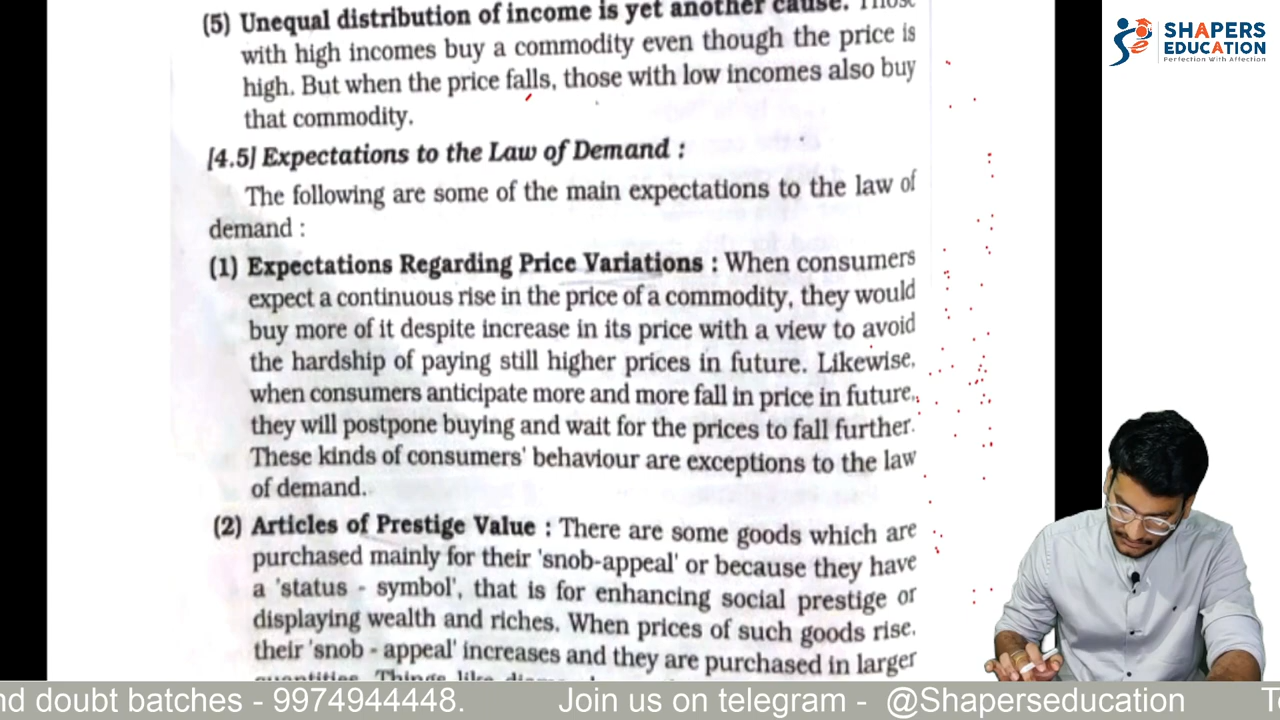 (5) Unequal distribution of income is yet another cause. Those
with high incomes buy a commodity even though the price is
high. But when the price falls, those with low incomes also buy
that commodity.
[4.5] Expectations to the Law of Demand :
The following are some of the main expectations to the law of
demand :
(1) Expectations Regarding Price Variations : When consumers
expect a continuous rise in the price of a commodity, they would
buy more of it despite increase in its price with a view to avoid
the hardship of paying still higher prices in future. Likewise,
when consumers anticipate more and more fall in price in future,
they will postpone buying and wait for the prices to fall further.
These kinds of consumers' behaviour are exceptions to the law
of demand.
(2) Articles of Prestige Value : There are some goods which are
purchased mainly for their 'snob-appeal' or because they have
a 'status - symbol', that is for enhancing social prestige or
displaying wealth and riches. When prices of such goods rise,
their 'snob - appeal' increases and they are purchased in larger
quantities. Things like
SHAPERS
EDUCATION
Perfection With Affection
nd doubt batches - 9974944448. Join us on telegram - @Shaperseducation